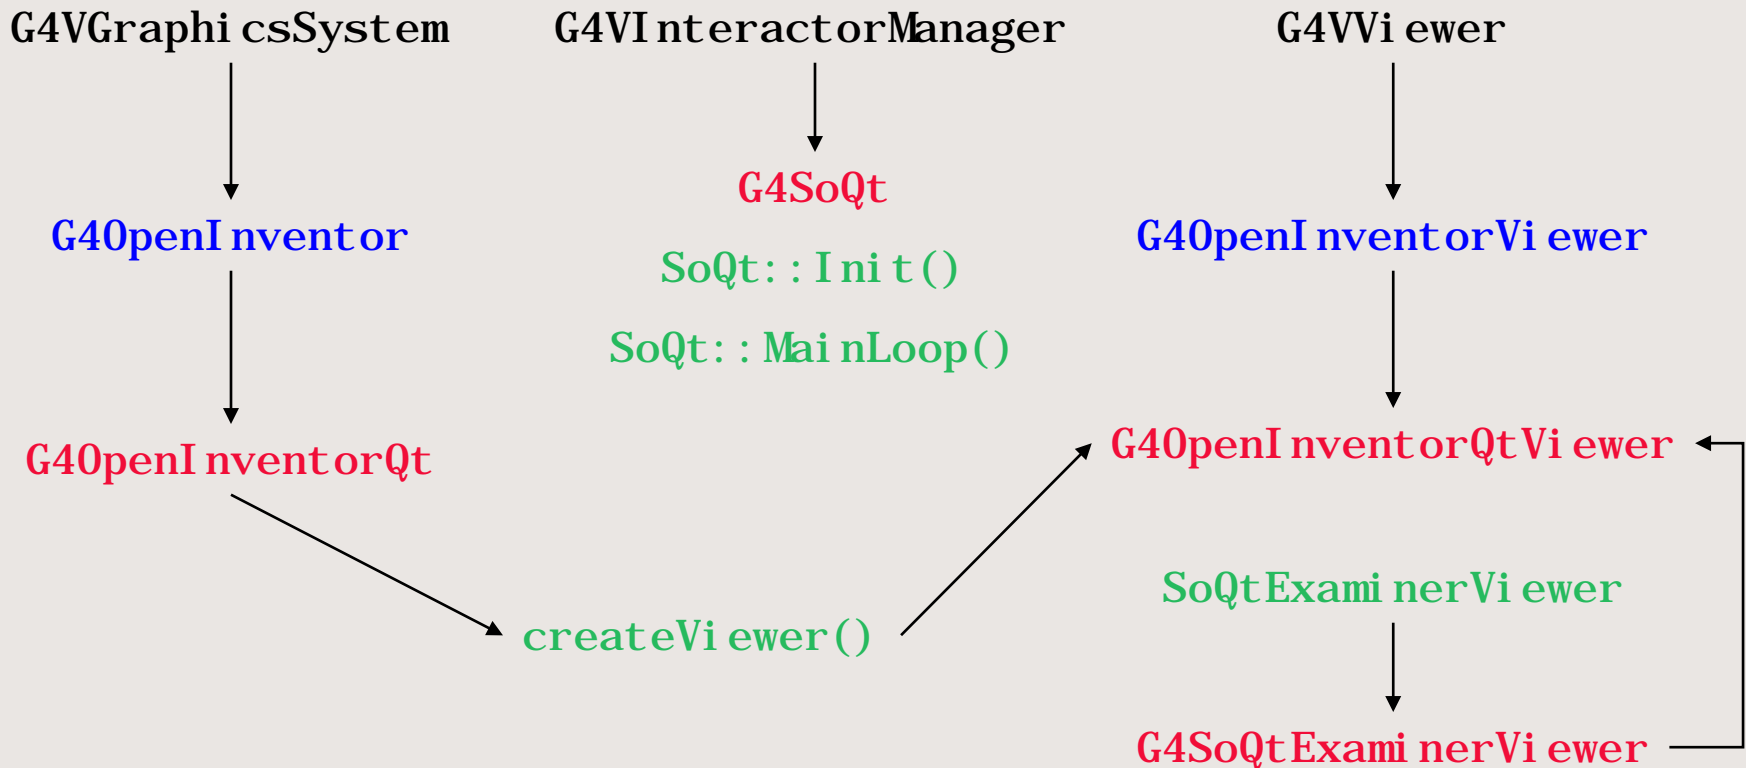 G4VGraphicsSystem
G4VInteractorManager
G4VViewer
G4SoQt
G4OpenInventor
SoQt::Init()
G4OpenInventorViewer
SoQt::MainLoop()
G4OpenInventorQt
G4OpenInventorQtViewer
SoQtExaminerViewer
createViewer()
G4SoQtExaminerViewer